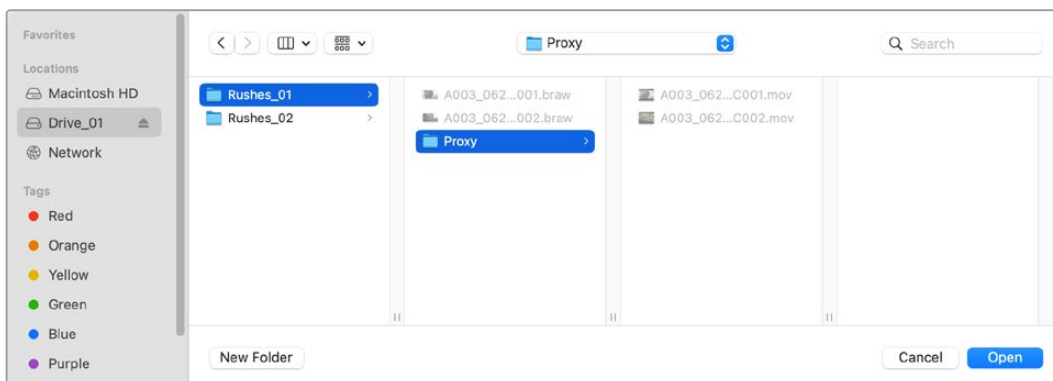 Favorites
Locations
Macintosh HD
Drive_01
Network
Tags
Red
Orange
Yellow
Green
Blue
Purple
Proxy
Search
Rushes_01
Rushes_02
A003_062...001.braw
A003_062...002.braw
Proxy
A003_062...C001.mov
A003_062...C002.mov
New Folder
Cancel
Open